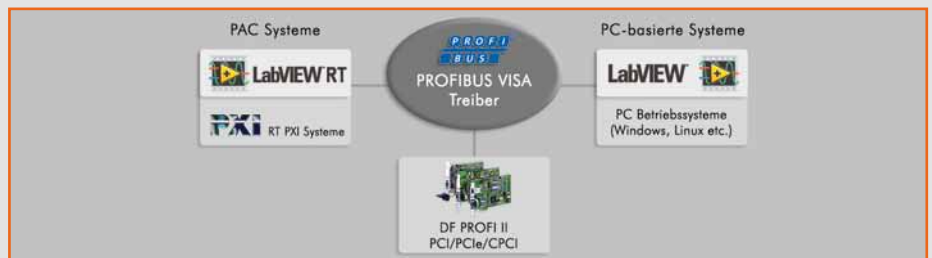 PAC Systeme
LabVIEW RT
PXI RT PXI Systeme
PROFI
BUS
PROFIBUS VISA
Treiber
PC-basierte Systeme
LabVIEW
PC Betriebssysteme
(Windows, Linux etc.)
DF PROFI II
PCI/PCIe/CPCI